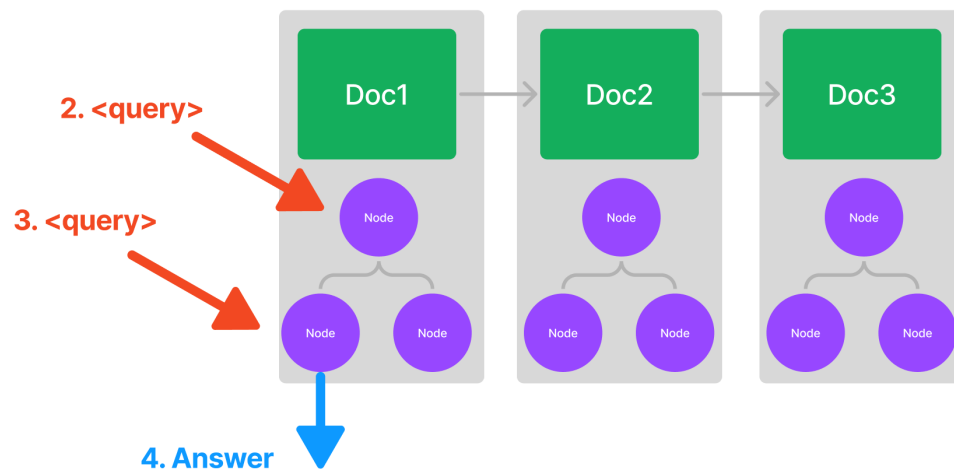 Doc1
Doc2
Doc3
2. <query>
Node
Node
Node
3. <query>
Node
Node
Node
Node
Node
Node
4. Answer